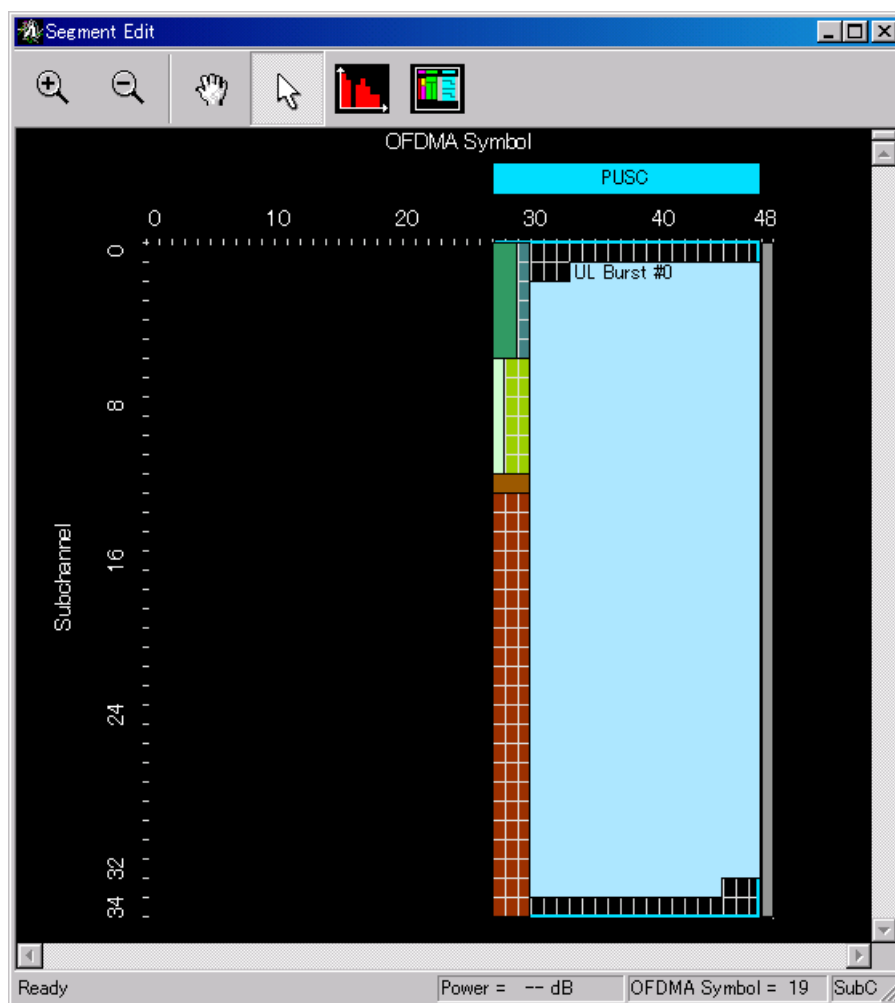 Segment Edit
OFDMA Symbol
PUSC
0 10 20 30 40 48
UL Burst #0
0
8
16
24
32
34
Subchannel
Ready
Power = -- dB
OFDMA Symbol = 19
SubC